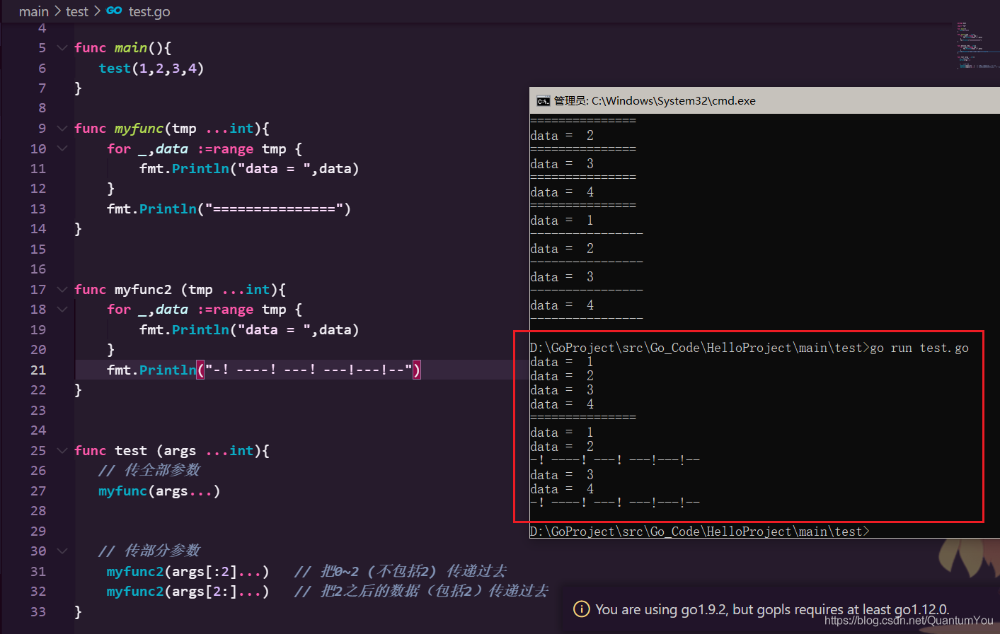 main > test > GO test.go
4
5 func main(){
6 test(1,2,3,4)
7 }
8
9 func myfunc(tmp ...int){
10 for _,data :=range tmp {
11 fmt.Println("data = ",data)
12 }
13 fmt.Println("===============")
14 }
15
16
17 func myfunc2 (tmp ...int){
18 for _,data :=range tmp {
19 fmt.Println("data = ",data)
20 }
21 fmt.Println("-! ----! ---! ---!---!--")
22 }
23
24
25 func test (args ...int){
26 // 传全部参数
27 myfunc(args...)
28
29
30 // 传部分参数
31 myfunc2(args[:2]...) // 把0~2 (不包括2) 传递过去
32 myfunc2(args[2:]...) // 把2之后的数据（包括2）传递过去
33 }
管理员: C:\Windows\System32\cmd.exe
===============
data =  2
===============
data =  3
===============
data =  4
===============
data =  1
----------------
data =  2
----------------
data =  3
----------------
data =  4
----------------
D:\GoProject\src\Go_Code\HelloProject\main\test>go run test.go
data =  1
data =  2
data =  3
data =  4
===============
data =  1
data =  2
-! ----! ---! ---!---!--
data =  3
data =  4
-! ----! ---! ---!---!--
D:\GoProject\src\Go_Code\HelloProject\main\test>
You are using go1.9.2, but gopls requires at least go1.12.0.
https://blog.csdn.net/QuantumYou